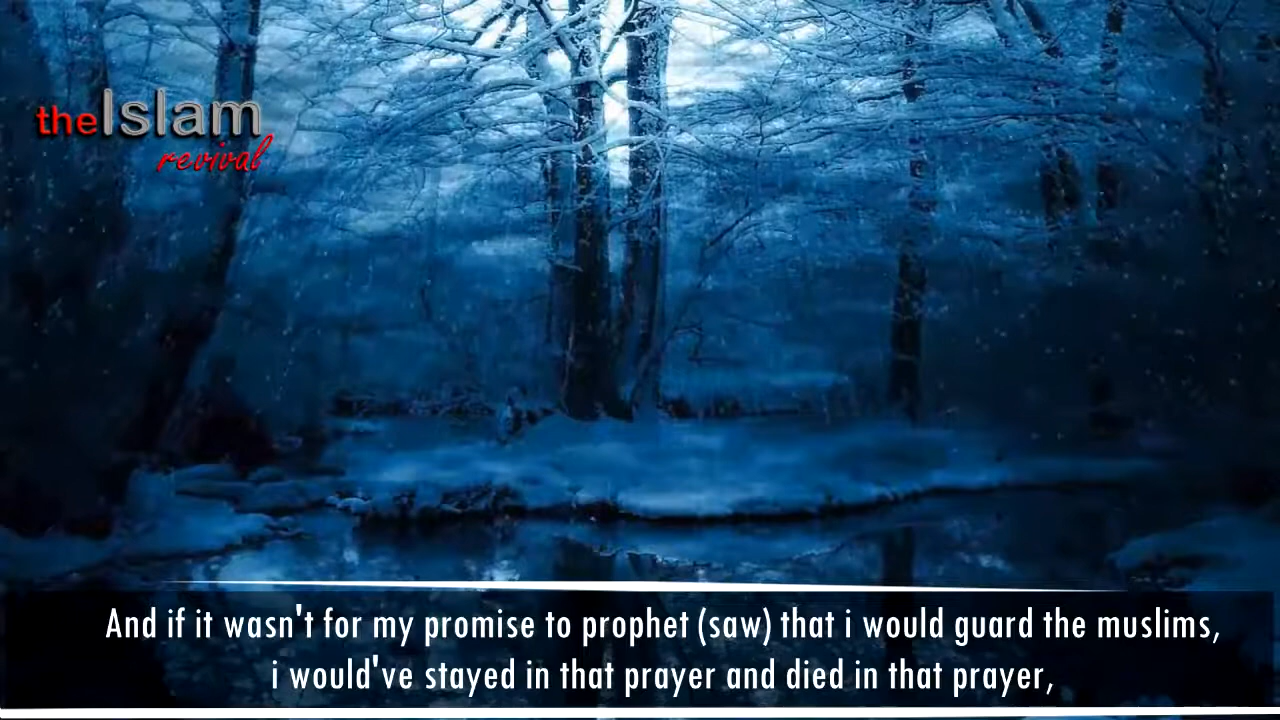 theIslam
revival
And if it wasn't for my promise to prophet (saw) that i would guard the muslims,
i would've stayed in that prayer and died in that prayer,